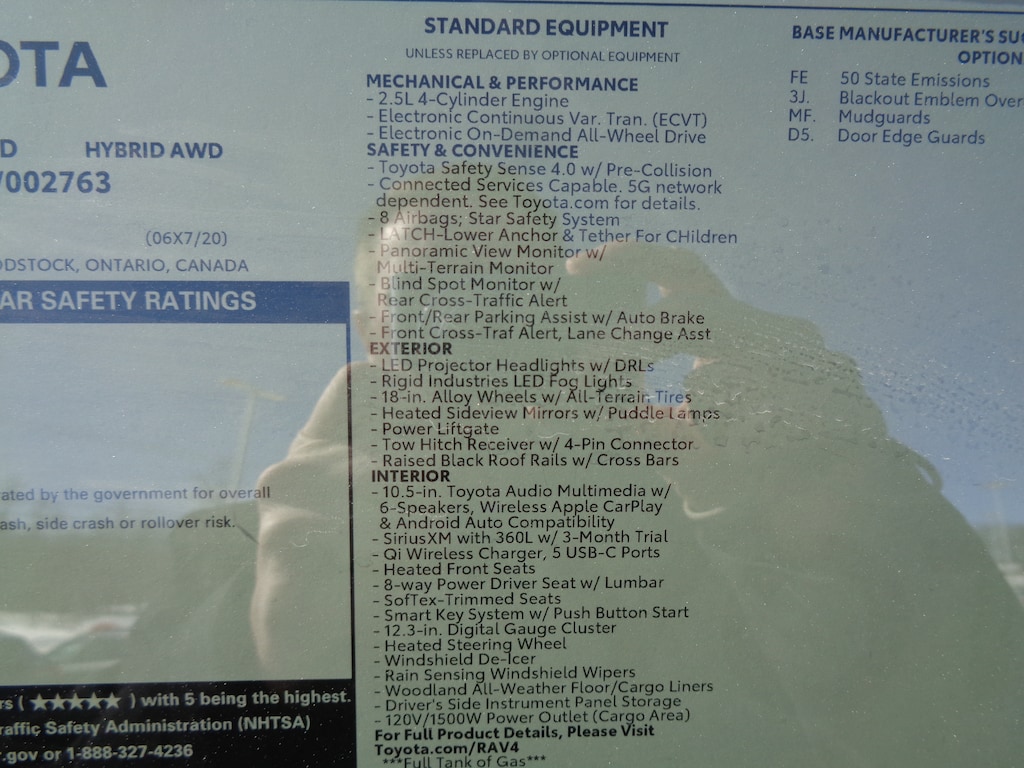 OTA
D HYBRID AWD
002763
(06X7/20)
ODSTOCK, ONTARIO, CANADA
AR SAFETY RATINGS
ated by the government for overall
ash, side crash or rollover risk.
rs ( ★★★★★ ) with 5 being the highest.
raffic Safety Administration (NHTSA)
.gov or 1-888-327-4236
STANDARD EQUIPMENT
UNLESS REPLACED BY OPTIONAL EQUIPMENT
MECHANICAL & PERFORMANCE
- 2.5L 4-Cylinder Engine
- Electronic Continuous Var. Tran. (ECVT)
- Electronic On-Demand All-Wheel Drive
SAFETY & CONVENIENCE
- Toyota Safety Sense 4.0 w/ Pre-Collision
- Connected Services Capable. 5G network
dependent. See Toyota.com for details.
- 8 Airbags; Star Safety System
- LATCH-Lower Anchor & Tether For CHildren
- Panoramic View Monitor w/
Multi-Terrain Monitor
- Blind Spot Monitor w/
Rear Cross-Traffic Alert
- Front/Rear Parking Assist w/ Auto Brake
- Front Cross-Traf Alert, Lane Change Asst
EXTERIOR
- LED Projector Headlights w/ DRLs
- Rigid Industries LED Fog Lights
- 18-in. Alloy Wheels w/ All-Terrain Tires
- Heated Sideview Mirrors w/ Puddle Lamps
- Power Liftgate
- Tow Hitch Receiver w/ 4-Pin Connector
- Raised Black Roof Rails w/ Cross Bars
INTERIOR
- 10.5-in. Toyota Audio Multimedia w/
6-Speakers, Wireless Apple CarPlay
& Android Auto Compatibility
- SiriusXM with 360L w/ 3-Month Trial
- Qi Wireless Charger, 5 USB-C Ports
- Heated Front Seats
- 8-way Power Driver Seat w/ Lumbar
- SofTex-Trimmed Seats
- Smart Key System w/ Push Button Start
- 12.3-in. Digital Gauge Cluster
- Heated Steering Wheel
- Windshield De-Icer
- Rain Sensing Windshield Wipers
- Woodland All-Weather Floor/Cargo Liners
- Driver's Side Instrument Panel Storage
- 120V/1500W Power Outlet (Cargo Area)
For Full Product Details, Please Visit
Toyota.com/RAV4
***Full Tank of Gas***
BASE MANUFACTURER'S SU
OPTION
FE 50 State Emissions
3J. Blackout Emblem Over
MF. Mudguards
D5. Door Edge Guards